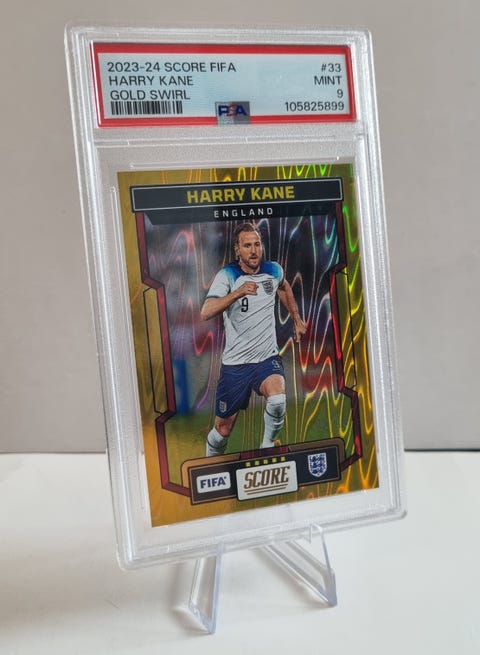 2023-24 SCORE FIFA #33
HARRY KANE MINT
GOLD SWIRL 9
PSA 105825899
HARRY KANE
ENGLAND
9
FIFA
SCORE